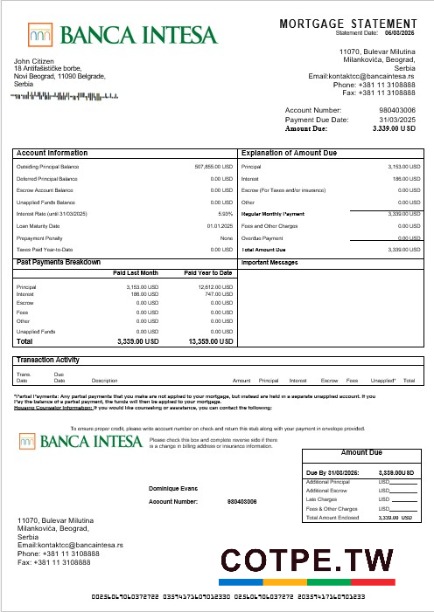 BANCA INTESA
MORTGAGE STATEMENT
Statement Date: 06/03/2026
John Citizen
18 Antifašističke borbe,
Novi Beograd, 11090 Belgrade,
Serbia
11070, Bulevar Milutina
Milankovića, Beograd,
Serbia
Email:kontaktcc@bancaintesa.rs
Phone: +381 11 3108888
Fax: +381 11 3108888
Account Number: 980403006
Payment Due Date: 31/03/2025
Amount Due: 3.339.00 USD
Account Information
Outstanding Principal Balance
Deferred Principal Balance 0.00 USD
Escrow Account Balance 0.00 USD
Unapplied Funds Balance 0.00 USD
Interest Rate (until 31/03/2025) 5.93%
Loan Maturity Date 01.01.2025
Prepayment Penalty None
Taxes Paid Year-to-Date 0.00 USD
Explanation of Amount Due
Principal 3,153.00 USD
Interest 186.00 USD
Escrow (For Taxes and/or insurance) 0.00 USD
Other 0.00 USD
Regular Monthly Payment 3,339.00 USD
Fees and Other Charges 0.00 USD
Overdue Payment 0.00 USD
Total Amount Due 3,339.00 USD
Past Payments Breakdown
Paid Last Month Paid Year to Date
Principal 3,153.00 USD 12,612.00 USD
Interest 186.00 USD 747.00 USD
Escrow 0.00 USD 0.00 USD
Fees 0.00 USD 0.00 USD
Other 0.00 USD 0.00 USD
Unapplied Funds 0.00 USD 0.00 USD
Total 3,339.00 USD 13,359.00 USD
Important Messages
Transaction Activity
Trans. Date Due Date Description Amount Principal Interest Escrow Fees Unapplied* Total
*Partial Payments: Any partial payments that you make are not applied to your mortgage, but instead are held in a separate unapplied account. If you
Pay the balance of a partial payment, the funds will then be applied to your mortgage.
Housing Counselor Information: If you would like counseling or assistance, you can contact the following:
To ensure proper credit, please write account number on check and return this stub along with your payment in envelope provided.
BANCA INTESA
Please check this box and complete reverse side if there
is a change in billing address or insurance information.
Amount Due
Due By 31/03/2026: 3,339.00USD
Additional Principal USD
Additional Escrow USD
Late Charges USD
Fees & Other Charges USD
Total Amount Enclosed 3,339.00 USD
Dominique Evans
Account Number: 980403006
11070, Bulevar Milutina
Milankovića, Beograd,
Serbia
Email:kontaktcc@bancaintesa.rs
Phone: +381 11 3108888
Fax: +381 11 3108888
COTPE.TW